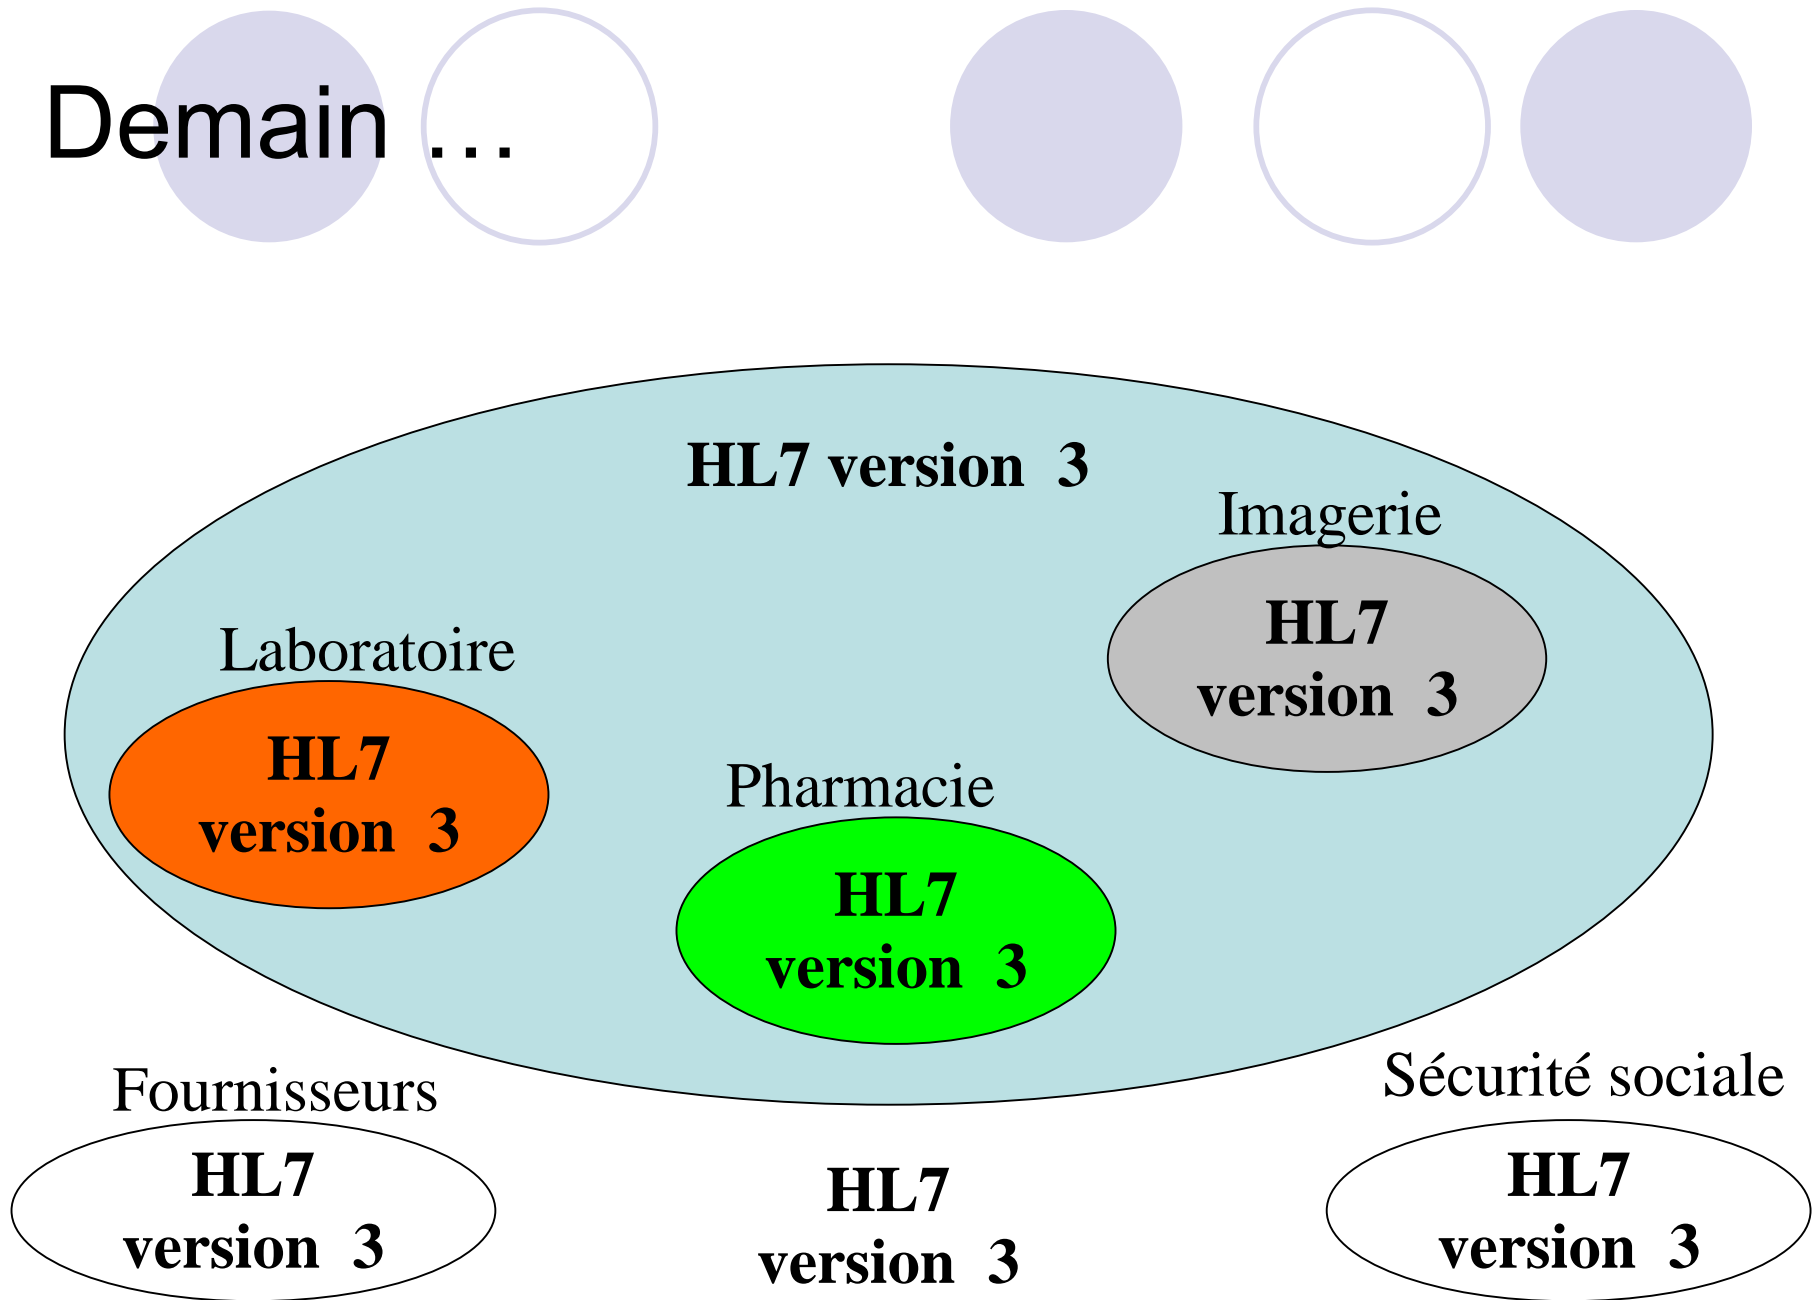 Demain …
HL7 version 3
Imagerie
HL7
version 3
Laboratoire
HL7
version 3
Pharmacie
HL7
version 3
Fournisseurs
HL7
version 3
HL7
version 3
Sécurité sociale
HL7
version 3